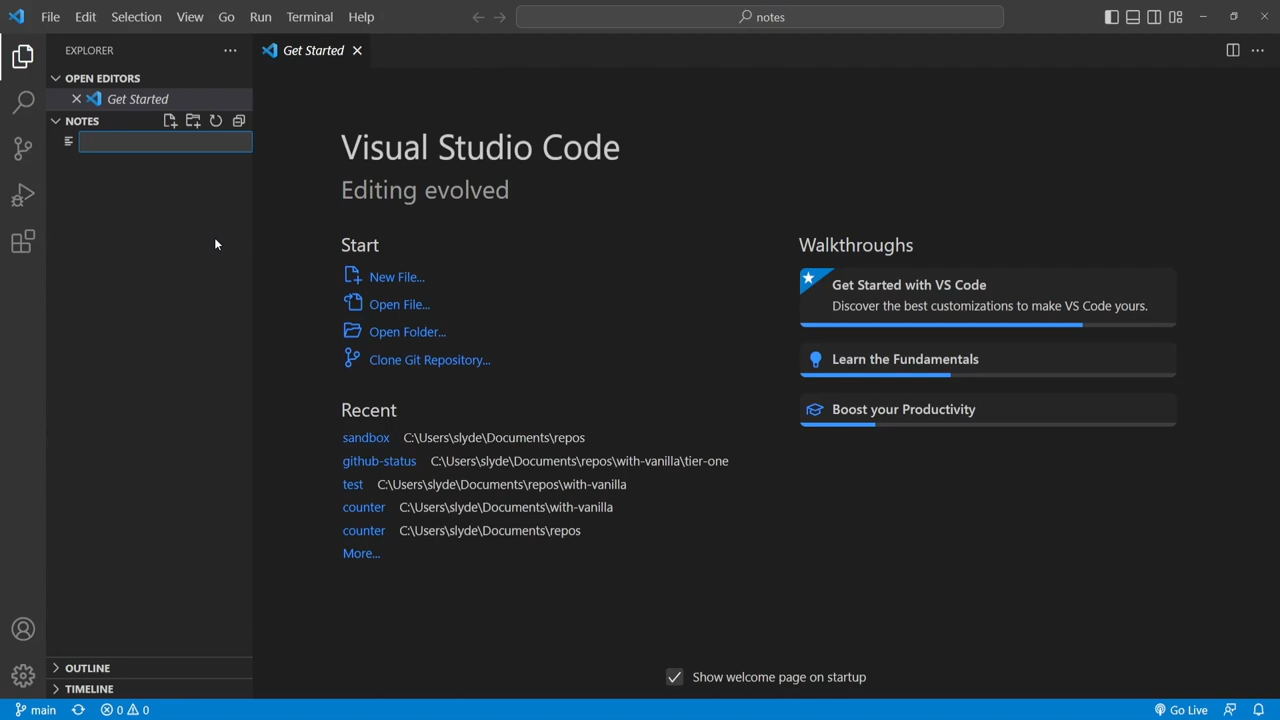 File Edit Selection View Go Run Terminal Help
notes
EXPLORER
Get Started
OPEN EDITORS
Get Started
NOTES
Visual Studio Code
Editing evolved
Start
New File...
Open File...
Open Folder...
Clone Git Repository...
Recent
sandbox C:\Users\slyde\Documents\repos
github-status C:\Users\slyde\Documents\repos\with-vanilla\tier-one
test C:\Users\slyde\Documents\repos\with-vanilla
counter C:\Users\slyde\Documents\with-vanilla
counter C:\Users\slyde\Documents\repos
More...
Walkthroughs
Get Started with VS Code
Discover the best customizations to make VS Code yours.
Learn the Fundamentals
Boost your Productivity
Show welcome page on startup
OUTLINE
TIMELINE
main 0 0 Go Live